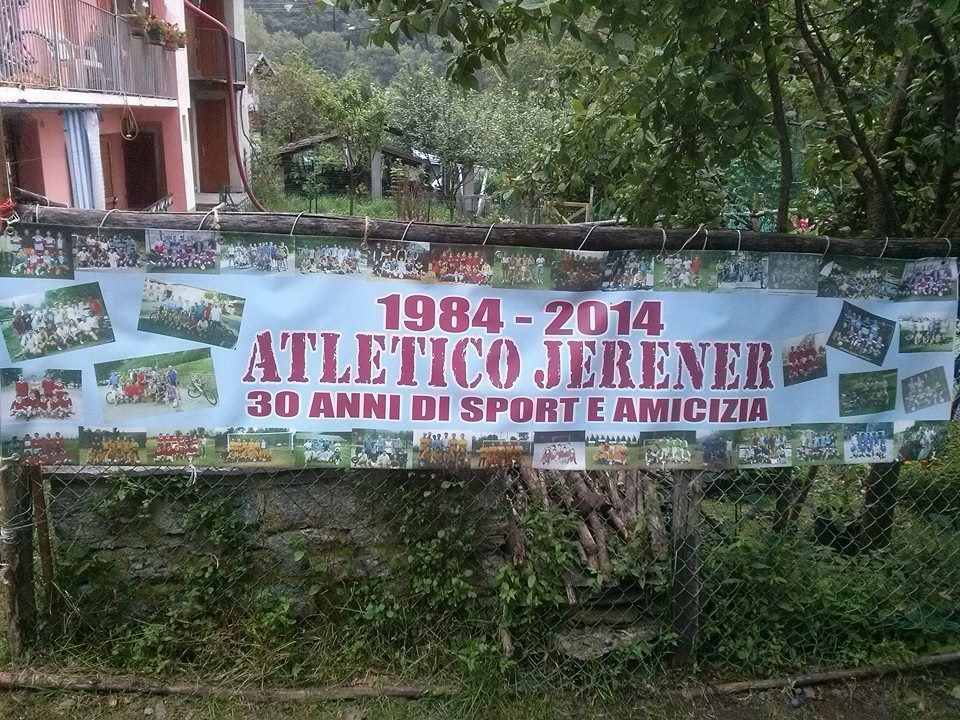 1984 - 2014
ATLETICO JERENER
30 ANNI DI SPORT E AMICIZIA